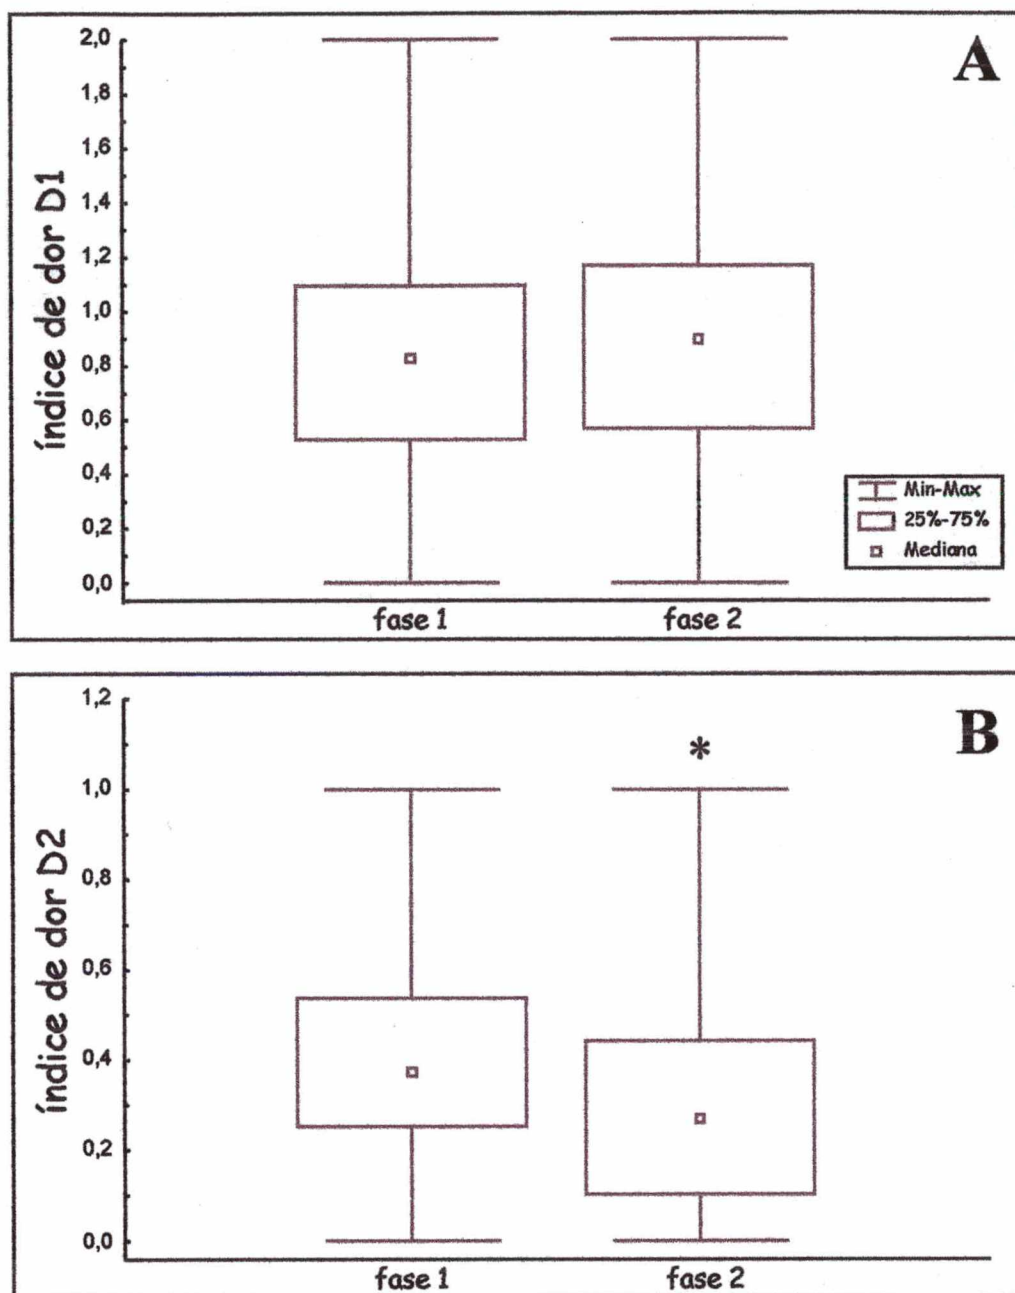 A
índice de dor D1
2,0
1,8
1,6
1,4
1,2
1,0
0,8
0,6
0,4
0,2
0,0
fase 1
fase 2
Min-Max
25%-75%
Mediana
B
índice de dor D2
1,2
1,0
0,8
0,6
0,4
0,2
0,0
*
fase 1
fase 2